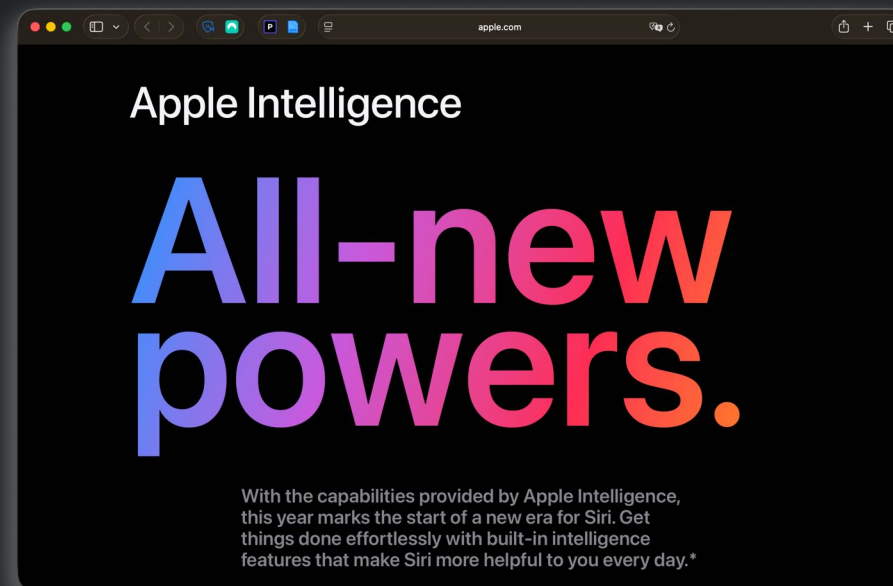 P
apple.com
Apple Intelligence
All-new
powers.
With the capabilities provided by Apple Intelligence,
this year marks the start of a new era for Siri. Get
things done effortlessly with built-in intelligence
features that make Siri more helpful to you every day.*